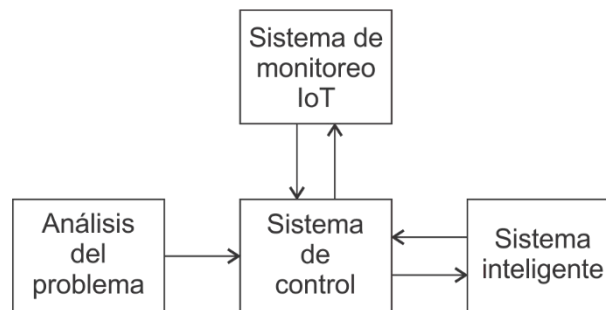 Sistema de
monitoreo
IoT
Análisis
del
problema
Sistema
de
control
Sistema
inteligente